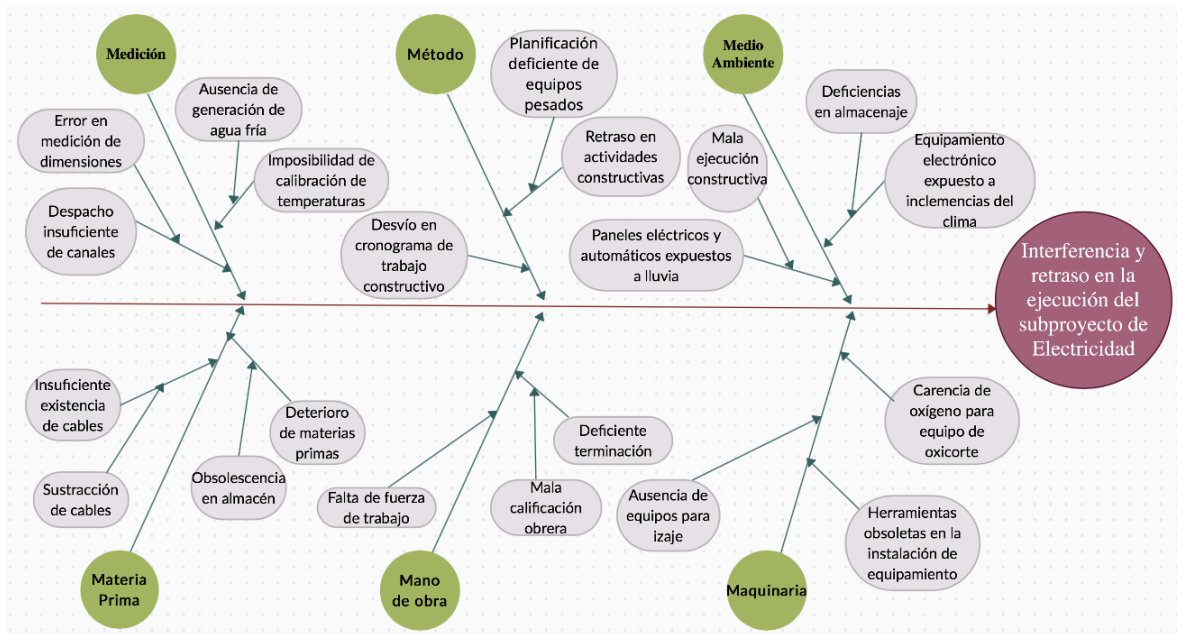 Medición
Ausencia de
generación de
agua fría
Error en
medición de
dimensiones
Imposibilidad de
calibración de
temperaturas
Despacho
insuficiente
de canales
Método
Planificación
deficiente de
equipos
pesados
Retraso en
actividades
constructivas
Desvío en
cronograma de
trabajo
constructivo
Medio
Ambiente
Deficiencias
en almacenaje
Mala
ejecución
constructiva
Equipamiento
electrónico
expuesto a
inclemencias del
clima
Paneles eléctricos y
automáticos expuestos
a lluvia
Interferencia y
retraso en la
ejecución del
subproyecto de
Electricidad
Insuficiente
existencia
de cables
Deterioro
de materias
primas
Sustracción
de cables
Obsolescencia
en almacén
Materia
Prima
Deficiente
terminación
Falta de fuerza
de trabajo
Mala
calificación
obrera
Mano
de obra
Carencia de
oxígeno para
equipo de
oxicorte
Ausencia de
equipos para
izaje
Herramientas
obsoletas en la
instalación de
equipamiento
Maquinaria